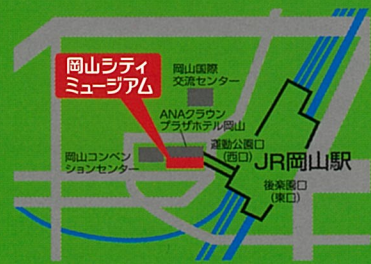 岡山シティ
ミュージアム
岡山国際
交流センター
ANAクラウン
プラザホテル岡山
岡山コンベン
ションセンター
運動公園口
(西口)
JR岡山駅
後楽園口
(東口)